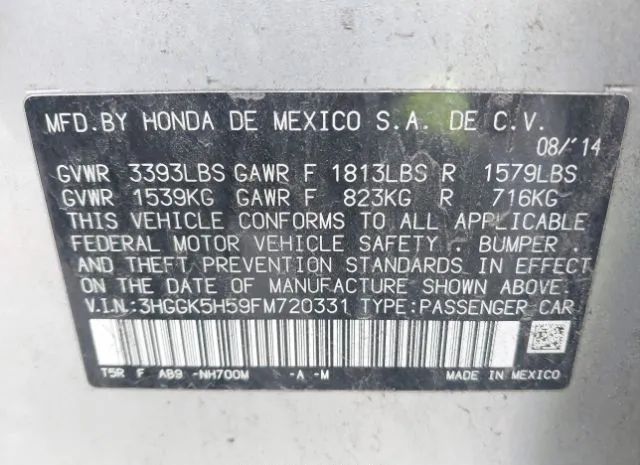 MFD.BY HONDA DE MEXICO S.A. DE C.V.
08/14
GVWR 3393LBS GAWR F 1813LBS R 1579LBS
GVWR 1539KG GAWR F 823KG R 716KG
THIS VEHICLE CONFORMS TO ALL APPLICABLE
FEDERAL MOTOR VEHICLE SAFETY , BUMPER ,
AND THEFT PREVENTION STANDARDS IN EFFECT
ON THE DATE OF MANUFACTURE SHOWN ABOVE.
V.I.N.:3HGGK5H59FM720331 TYPE:PASSENGER CAR
T5R F AB9 -NH700M -A -M MADE IN MEXICO